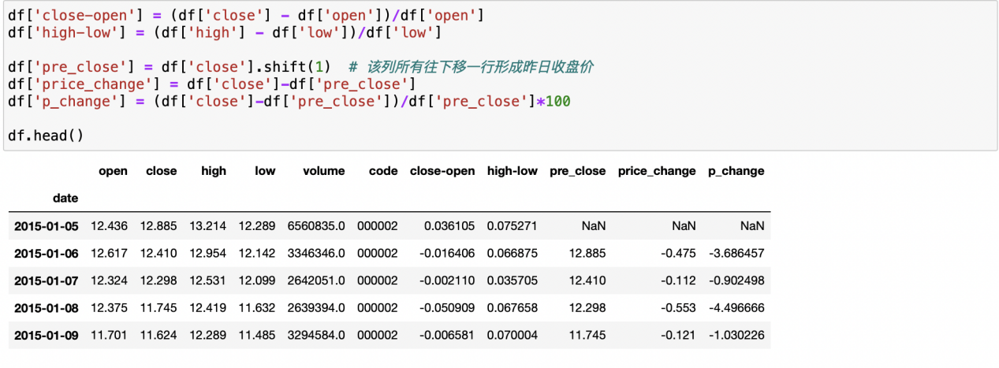 df['close-open'] = (df['close'] - df['open'])/df['open']
df['high-low'] = (df['high'] - df['low'])/df['low']
df['pre_close'] = df['close'].shift(1)  # 该列所有往下移一行形成昨日收盘价
df['price_change'] = df['close']-df['pre_close']
df['p_change'] = (df['close']-df['pre_close'])/df['pre_close']*100
df.head()
open close high low volume code close-open high-low pre_close price_change p_change
date
2015-01-05 12.436 12.885 13.214 12.289 6560835.0 000002 0.036105 0.075271 NaN NaN NaN
2015-01-06 12.617 12.410 12.954 12.142 3346346.0 000002 -0.016406 0.066875 12.885 -0.475 -3.686457
2015-01-07 12.324 12.298 12.531 12.099 2642051.0 000002 -0.002110 0.035705 12.410 -0.112 -0.902498
2015-01-08 12.375 11.745 12.419 11.632 2639394.0 000002 -0.050909 0.067658 12.298 -0.553 -4.496666
2015-01-09 11.701 11.624 12.289 11.485 3294584.0 000002 -0.006581 0.070004 11.745 -0.121 -1.030226